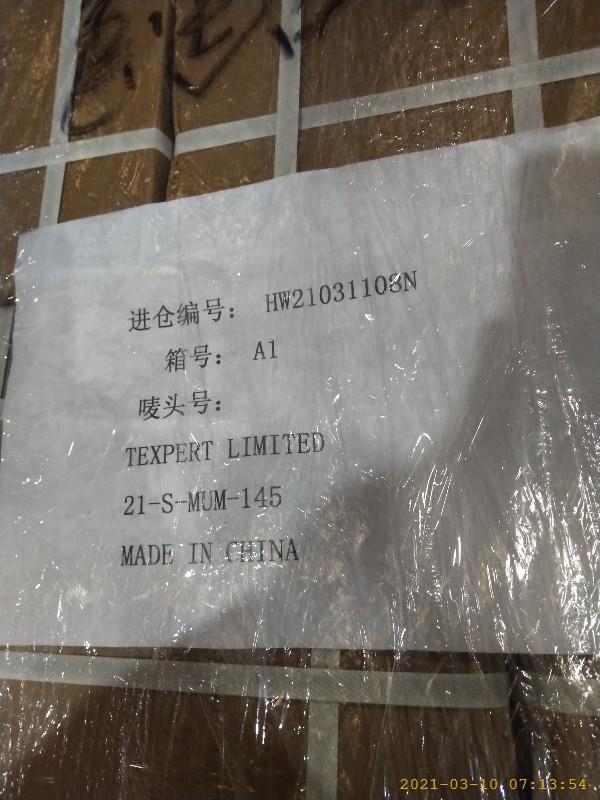 进仓编号： HW21031108N
箱号： A1
唛头号：
TEXPERT LIMITED
21-S-MUM-145
MADE IN CHINA
2021-03-10 07:13:54